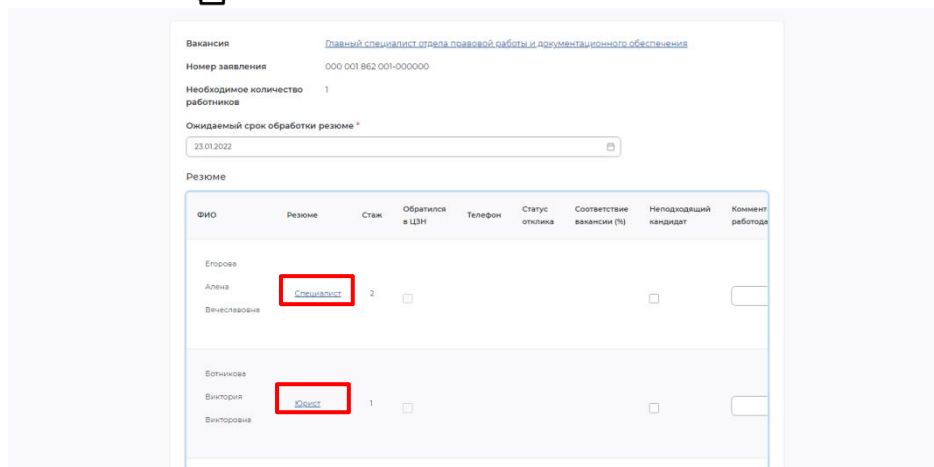 Вакансия Главный специалист отдела правовой работы и документационного обеспечения
Номер заявления 000 001 862 001-000000
Необходимое количество 1
работников
Ожидаемый срок обработки резюме *
23.01.2022
Резюме
ФИО Резюме Стаж Обратился в ЦЗН Телефон Статус отклика Соответствие вакансии (%) Неподходящий кандидат Коммент работода
Егорова
Алена
Специалист 2
Вячеславовна
Ботникова
Виктория
Юрист 1
Викторовна